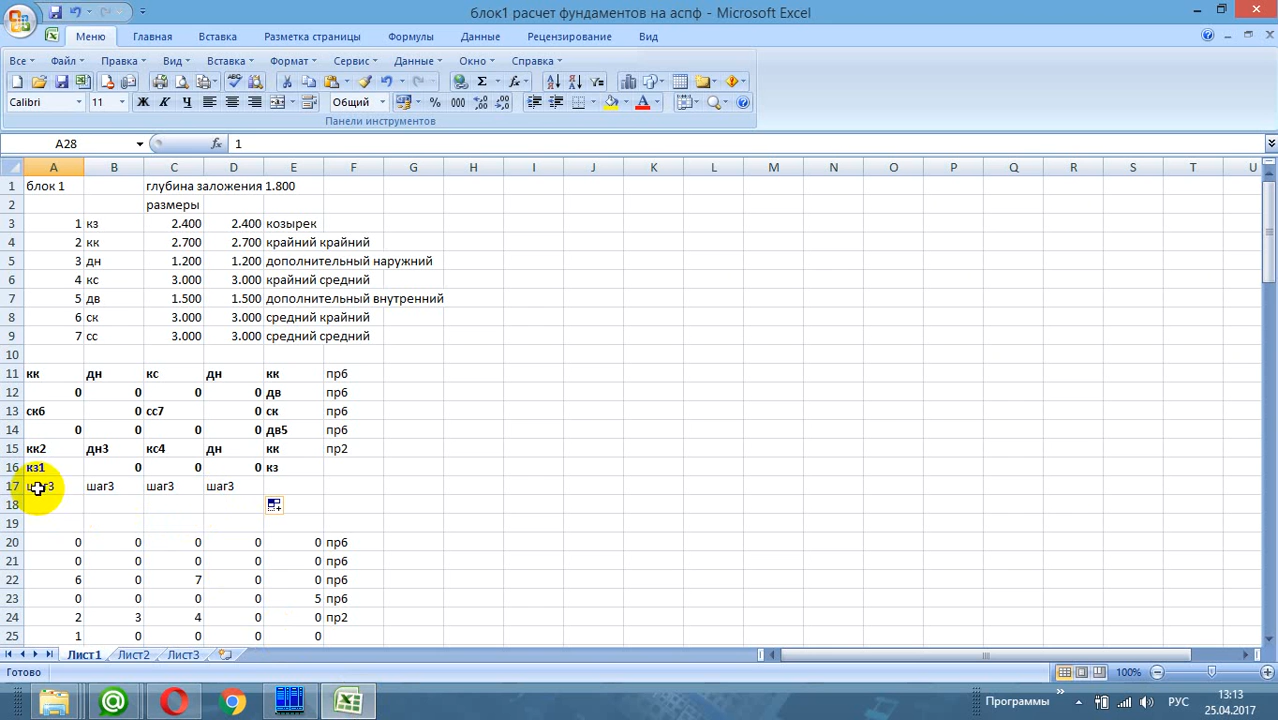 блок1 расчет фундаментов на аспф - Microsoft Excel
Меню Главная Вставка Разметка страницы Формулы Данные Рецензирование Вид
Все Файл Правка Вид Вставка Формат Сервис Данные Окно Справка
Calibri 11 Ж К Ч Общий % 000
Панели инструментов
A28 fx 1
A B C D E F G H I J K L M N O P Q R S T U
1 блок 1 глубина заложения 1.800
2 размеры
3 1 кз 2.400 2.400 козырек
4 2 кк 2.700 2.700 крайний крайний
5 3 дн 1.200 1.200 дополнительный наружний
6 4 кс 3.000 3.000 крайний средний
7 5 дв 1.500 1.500 дополнительный внутренний
8 6 ск 3.000 3.000 средний крайний
9 7 сс 3.000 3.000 средний средний
10
11 кк дн кс дн кк пр6
12 0 0 0 0 дв пр6
13 ск6 0 сс7 0 ск пр6
14 0 0 0 0 дв5 пр6
15 кк2 дн3 кс4 дн кк пр2
16 кз1 0 0 0 кз
17 шаг3 шаг3 шаг3 шаг3
18
19
20 0 0 0 0 0 пр6
21 0 0 0 0 0 пр6
22 6 0 7 0 0 пр6
23 0 0 0 0 5 пр6
24 2 3 4 0 0 пр2
25 1 0 0 0 0
Лист1 Лист2 Лист3
Готово 100%
Программы РУС 13:13
25.04.2017